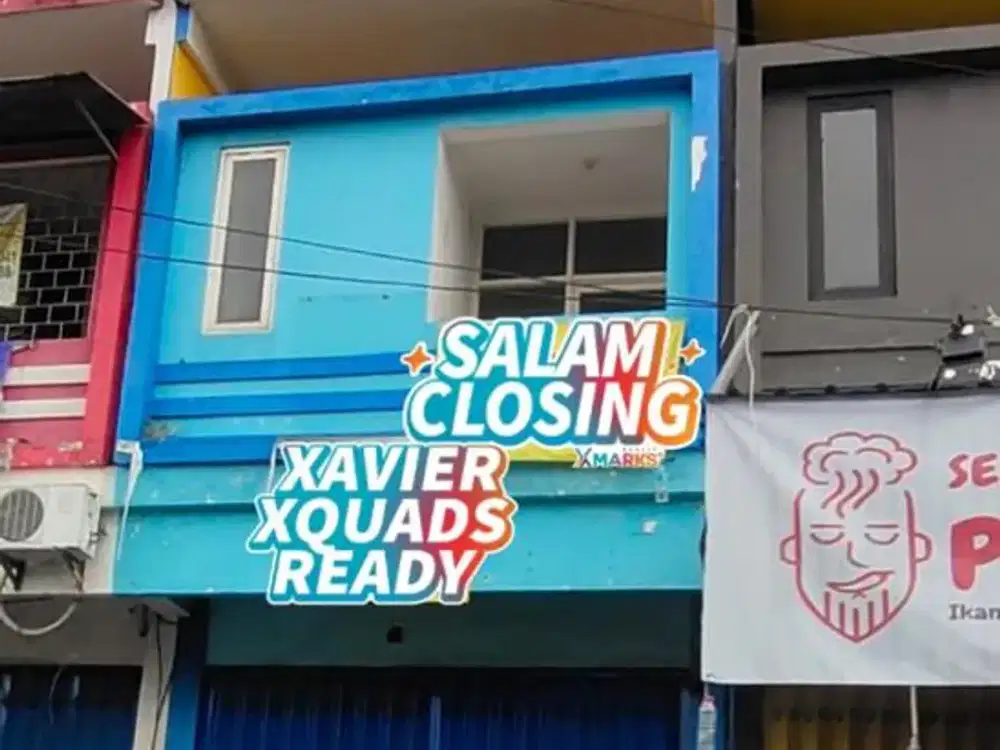 SALAM
CLOSING
XMARKS
XAVIER
XQUADS
READY
SE
P
Ikan